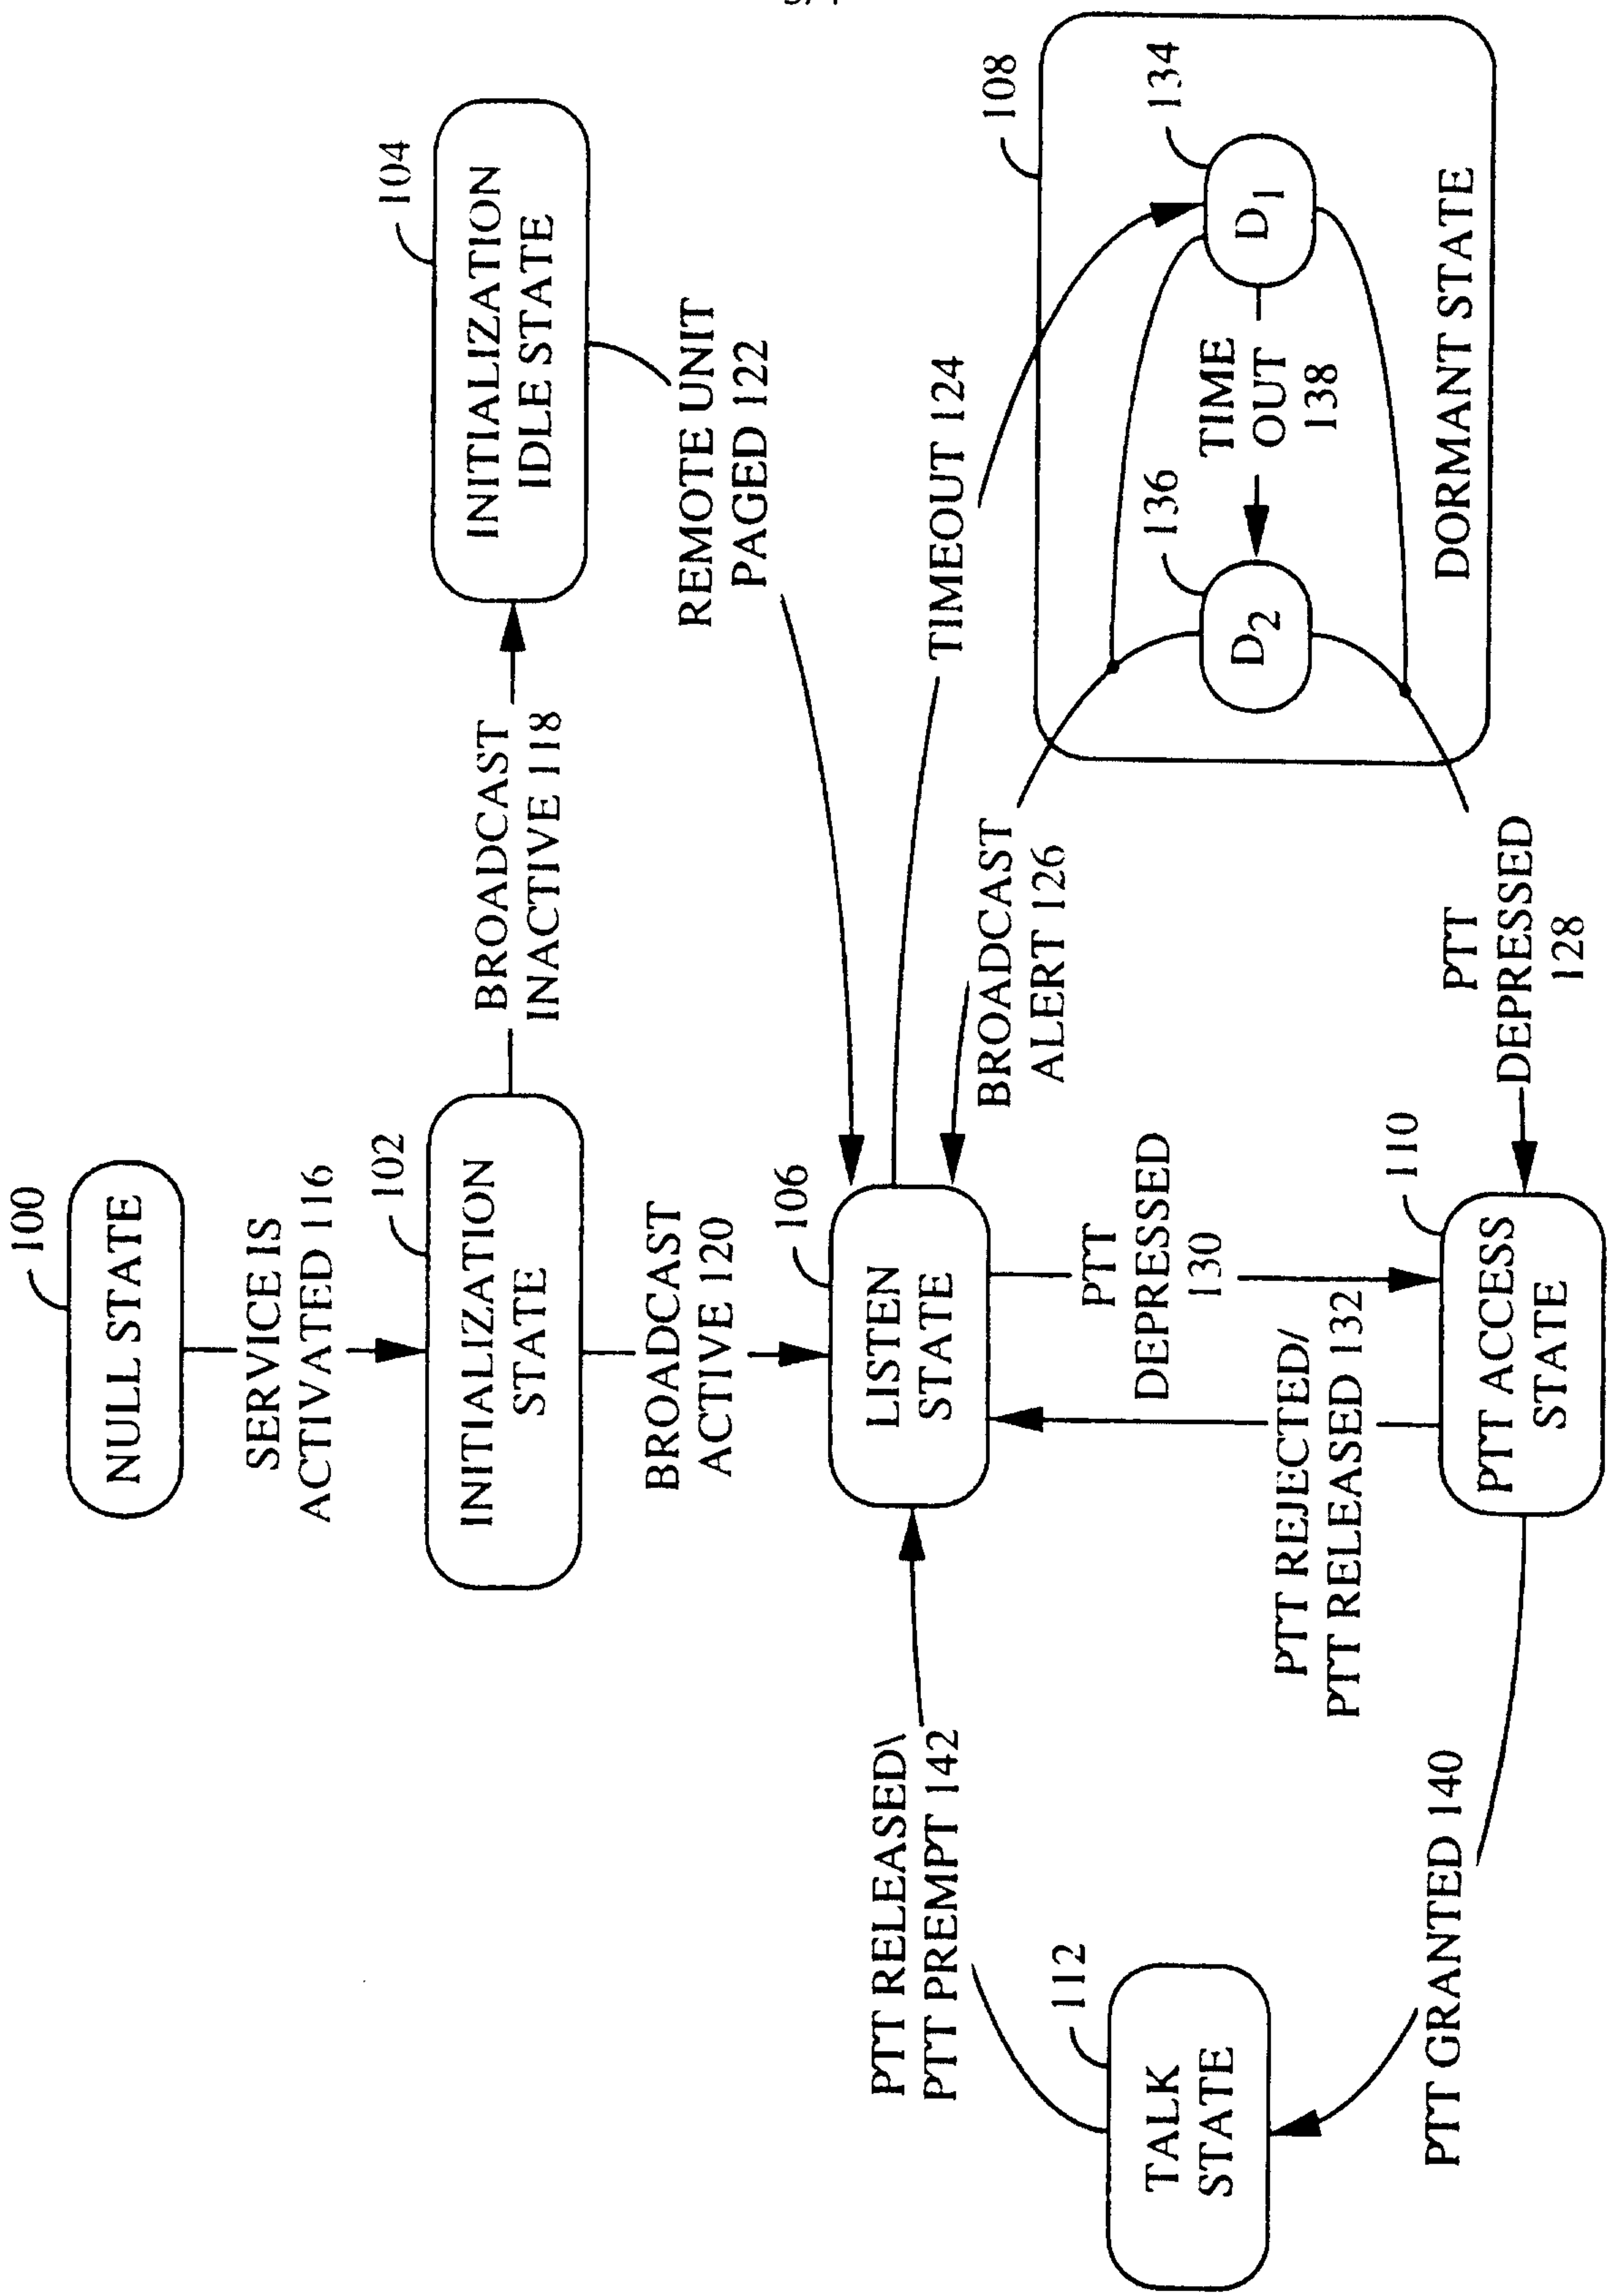 100
NULL STATE
SERVICE IS
ACTIVATED 116
102
INITIALIZATION
STATE
BROADCAST
INACTIVE 118
104
INITIALIZATION
IDLE STATE
BROADCAST
ACTIVE 120
REMOTE UNIT
PAGED 122
106
LISTEN
STATE
TIMEOUT 124
108
BROADCAST
ALERT 126
134
D1
TIME
OUT
138
136
D2
DORMANT STATE
PTT
DEPRESSED
128
PTT
DEPRESSED
130
PTT REJECTED/
PTT RELEASED 132
110
PTT ACCESS
STATE
PTT RELEASED\
PTT PREMPT 142
112
TALK
STATE
PTT GRANTED 140